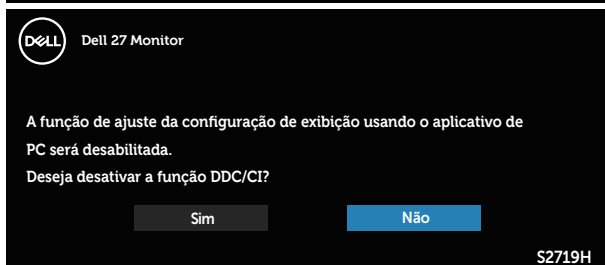 DELL
Dell 27 Monitor
A função de ajuste da configuração de exibição usando o aplicativo de
PC será desabilitada.
Deseja desativar a função DDC/CI?
Sim
Não
S2719H